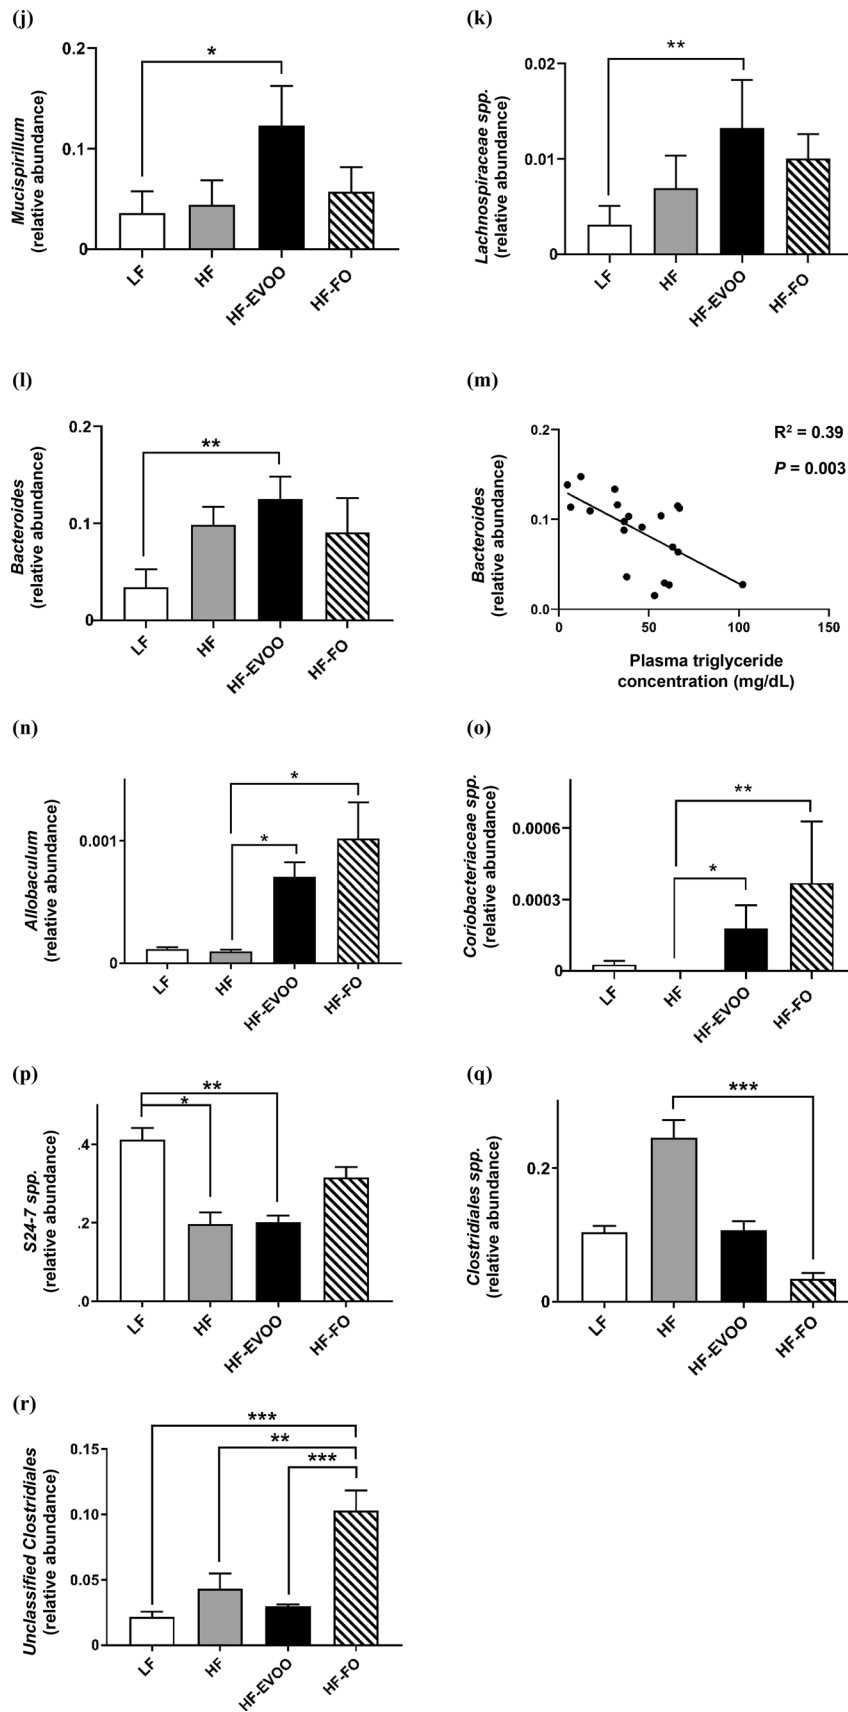 (j)
Mucispirillum
(relative abundance)
0.2
0.1
0
*
LF
HF
HF-EVOO
HF-FO
(k)
Lachnospiraceae spp.
(relative abundance)
0.02
0.01
0
**
LF
HF
HF-EVOO
HF-FO
(l)
Bacteroides
(relative abundance)
0.2
0.1
0
**
LF
HF
HF-EVOO
HF-FO
(m)
Bacteroides
(relative abundance)
0.2
0.1
0.0
R² = 0.39
P = 0.003
0
50
100
150
Plasma triglyceride
concentration (mg/dL)
(n)
Allobaculum
(relative abundance)
0.001
0
*
*
LF
HF
HF-EVOO
HF-FO
(o)
Coriobacteriaceae spp.
(relative abundance)
0.0006
0.0003
0
**
*
LF
HF
HF-EVOO
HF-FO
(p)
S24-7 spp.
(relative abundance)
.4
.2
.0
**
*
LF
HF
HF-EVOO
HF-FO
(q)
Clostridiales spp.
(relative abundance)
0.2
0
***
LF
HF
HF-EVOO
HF-FO
(r)
Unclassified Clostridiales
(relative abundance)
0.15
0.10
0.05
0
***
**
***
LF
HF
HF-EVOO
HF-FO